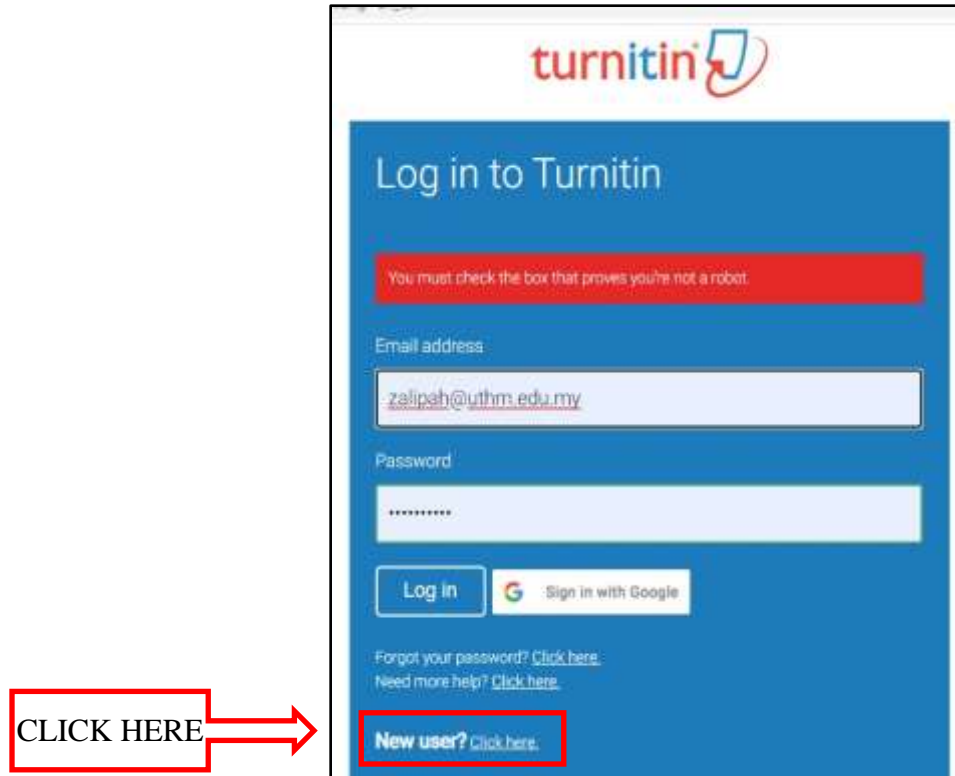 turnitin
Log in to Turnitin
You must check the box that proves you're not a robot.
Email address
zalipah@uthm.edu.my
Password
••••••••••
Log in
Sign in with Google
Forgot your password? Click here.
Need more help? Click here.
CLICK HERE
New user? Click here.